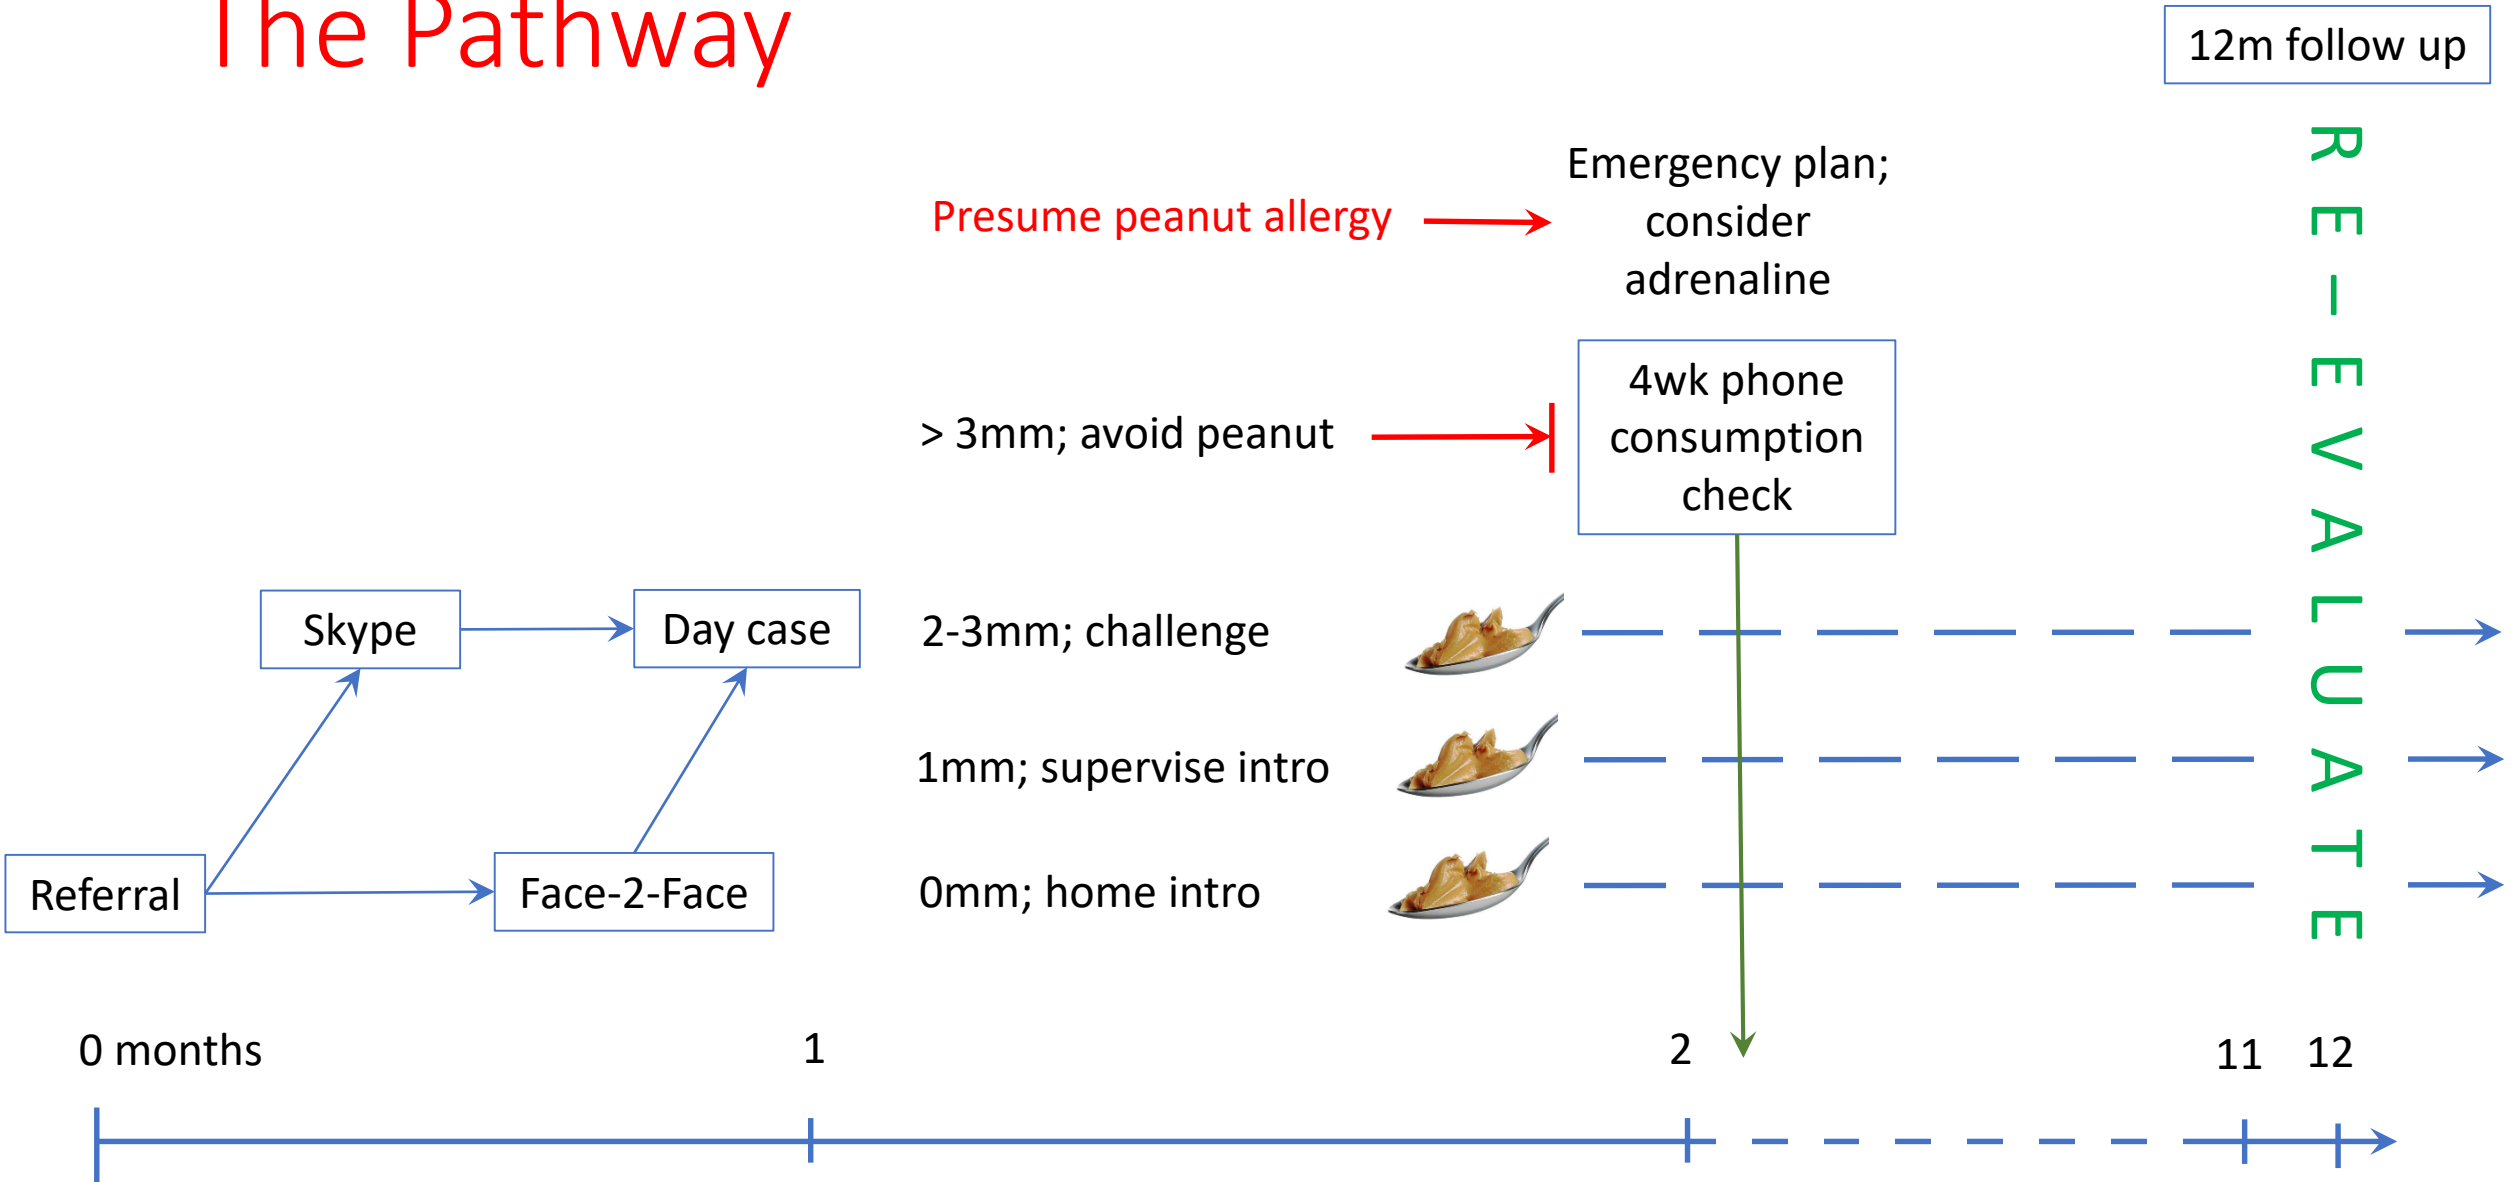 The Pathway
12m follow up
Presume peanut allergy
Emergency plan;
consider
adrenaline
> 3mm; avoid peanut
4wk phone
consumption
check
RE-EVALUATE
Skype
Day case
2-3mm; challenge
1mm; supervise intro
Referral
Face-2-Face
0mm; home intro
0 months
1
2
11
12